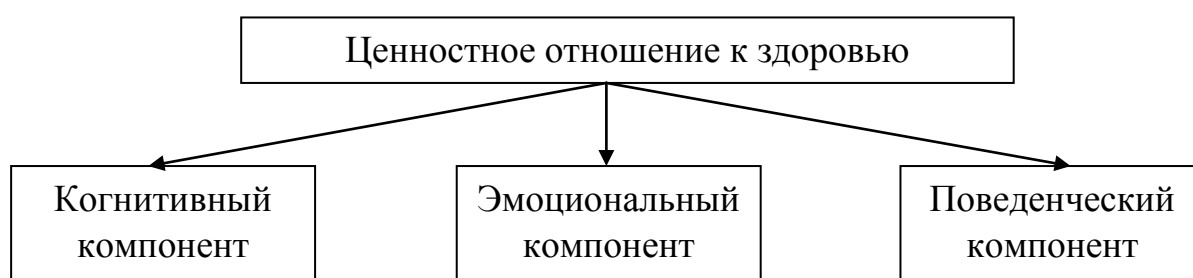 Ценностное отношение к здоровью
Когнитивный
компонент
Эмоциональный
компонент
Поведенческий
компонент